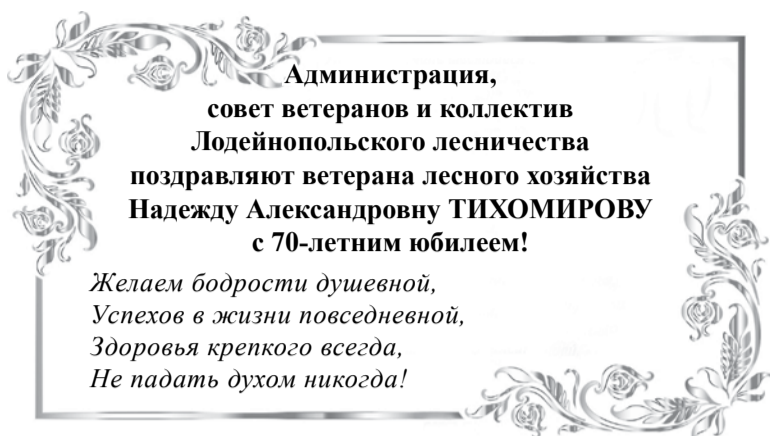 Администрация,
совет ветеранов и коллектив
Лодейнопольского лесничества
поздравляют ветерана лесного хозяйства
Надежду Александровну ТИХОМИРОВУ
с 70-летним юбилеем!
Желаем бодрости душевной,
Успехов в жизни повседневной,
Здоровья крепкого всегда,
Не падать духом никогда!